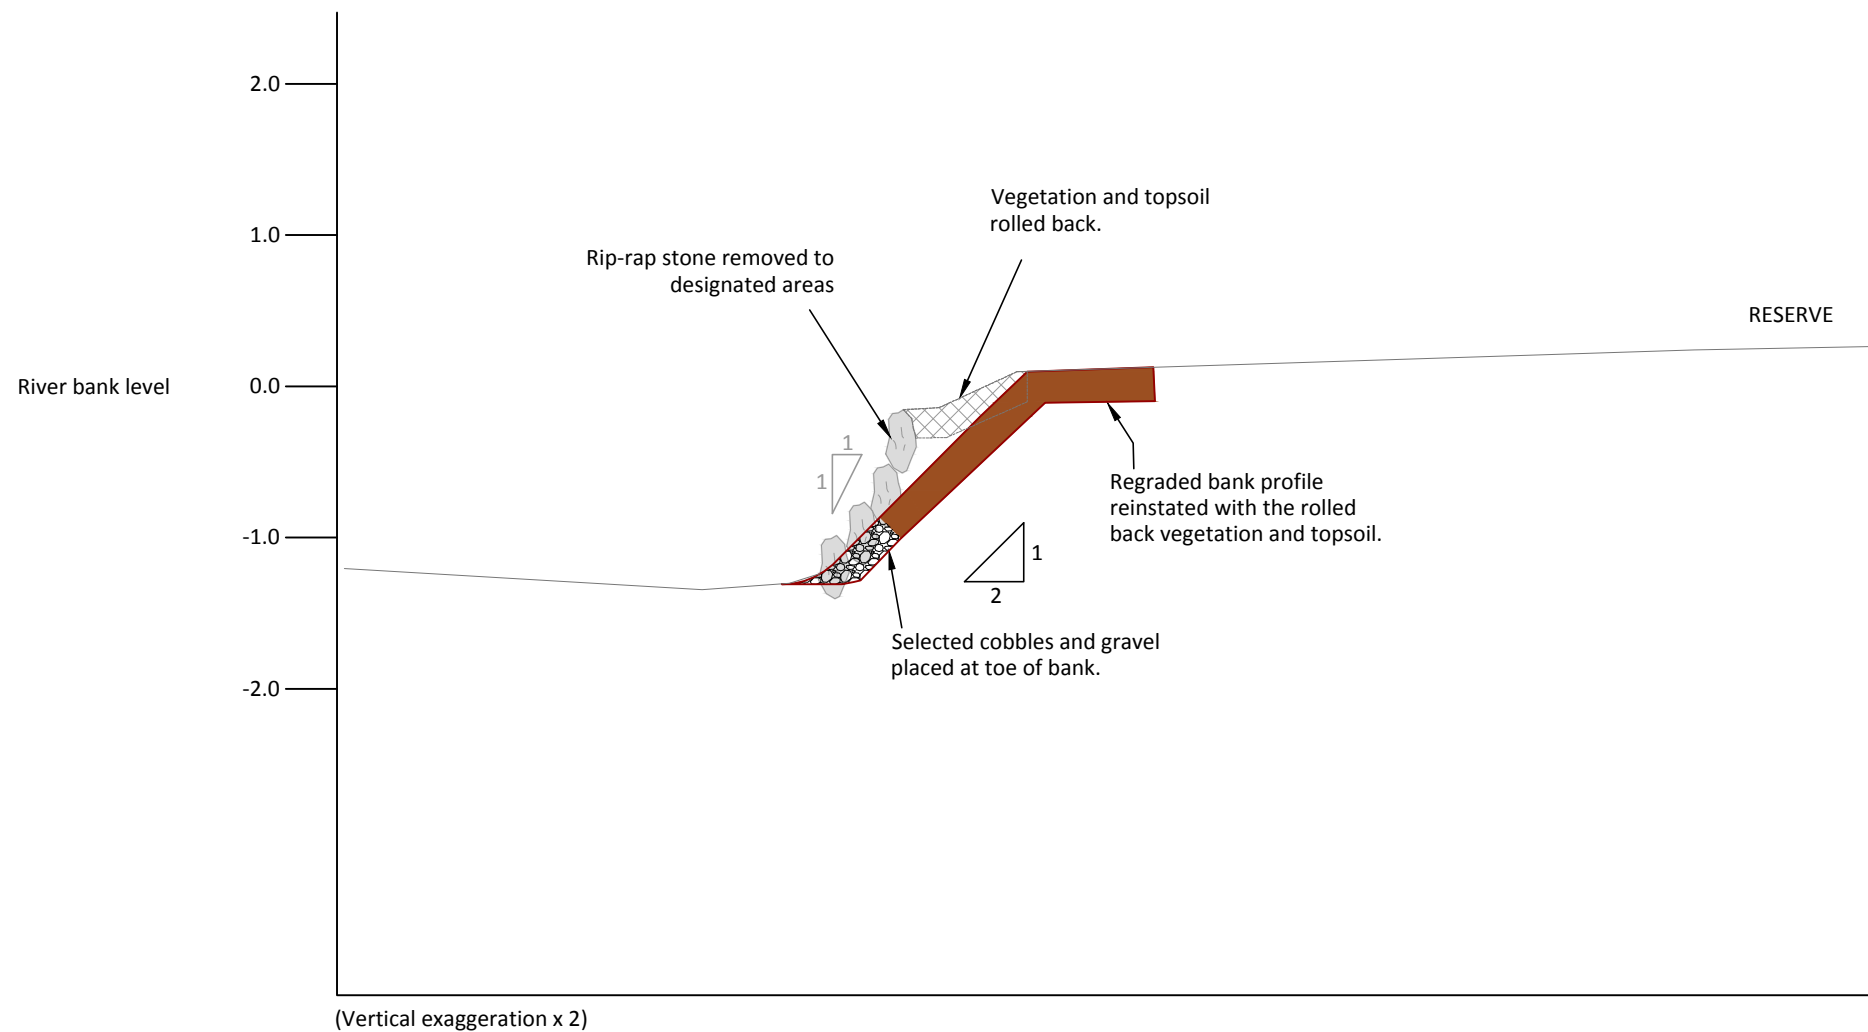 2.0
Vegetation and topsoil
rolled back.
1.0
Rip-rap stone removed to
designated areas
RESERVE
River bank level
0.0
1
1
Regraded bank profile
reinstated with the rolled
back vegetation and topsoil.
-1.0
1
2
Selected cobbles and gravel
placed at toe of bank.
-2.0
(Vertical exaggeration x 2)